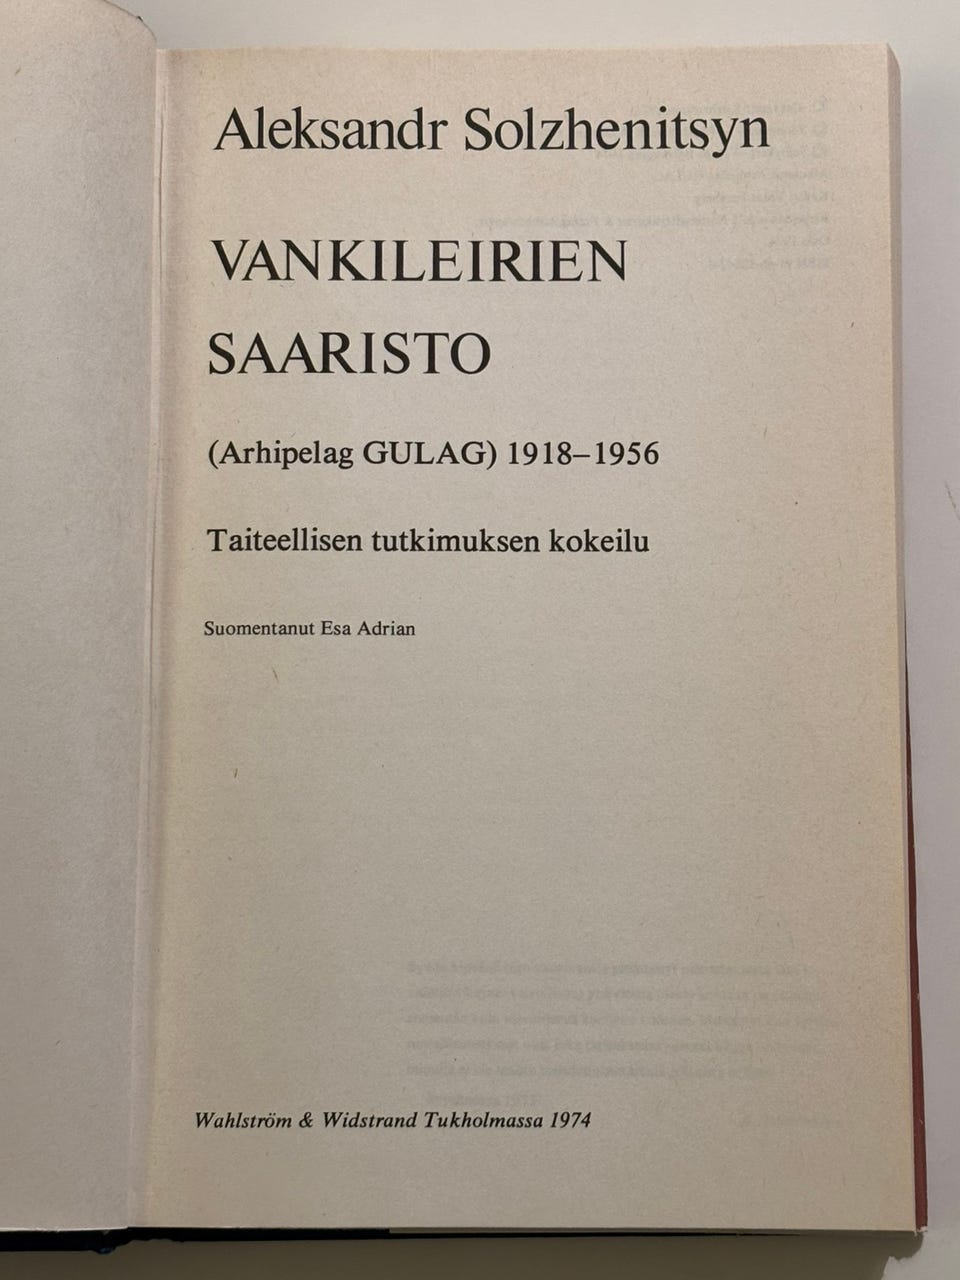 Aleksandr Solzhenitsyn
VANKILEIRIEN
SAARISTO
(Arhipelag GULAG) 1918–1956
Taiteellisen tutkimuksen kokeilu
Suomentanut Esa Adrian
Wahlström & Widstrand Tukholmassa 1974